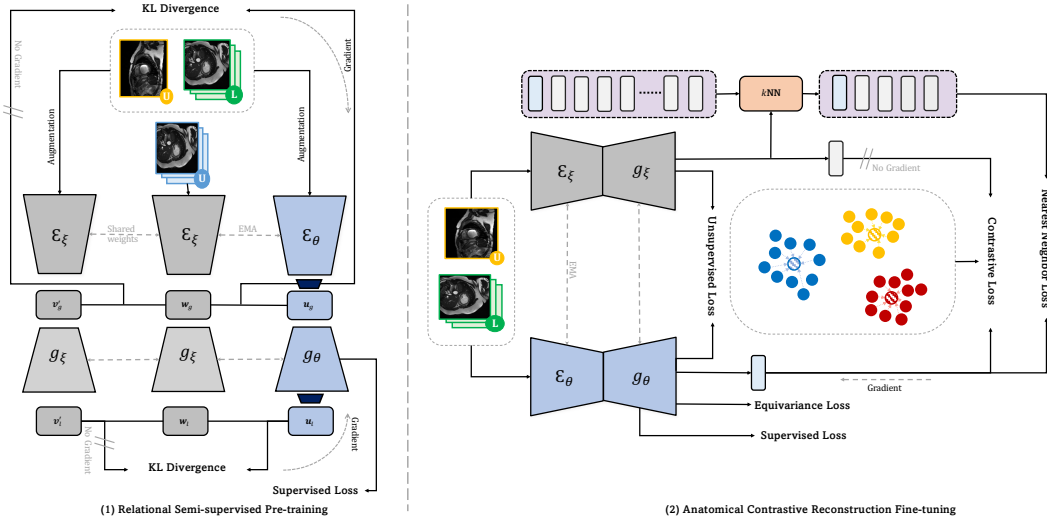 KL Divergence
No Gradient
Gradient
U
L
Augmentation
Augmentation
U
ℰξ
Shared
weights
ℰξ
EMA
ℰθ
v'g
wg
ug
gξ
gξ
gθ
v'l
wl
ul
No
Gradient
Gradient
KL Divergence
Supervised Loss
(1) Relational Semi-supervised Pre-training
kNN
ℰξ
gξ
No Gradient
U
L
EMA
Unsupervised Loss
Contrastive Loss
Nearest Neighbor Loss
ℰθ
gθ
Gradient
Equivariance Loss
Supervised Loss
(2) Anatomical Contrastive Reconstruction Fine-tuning